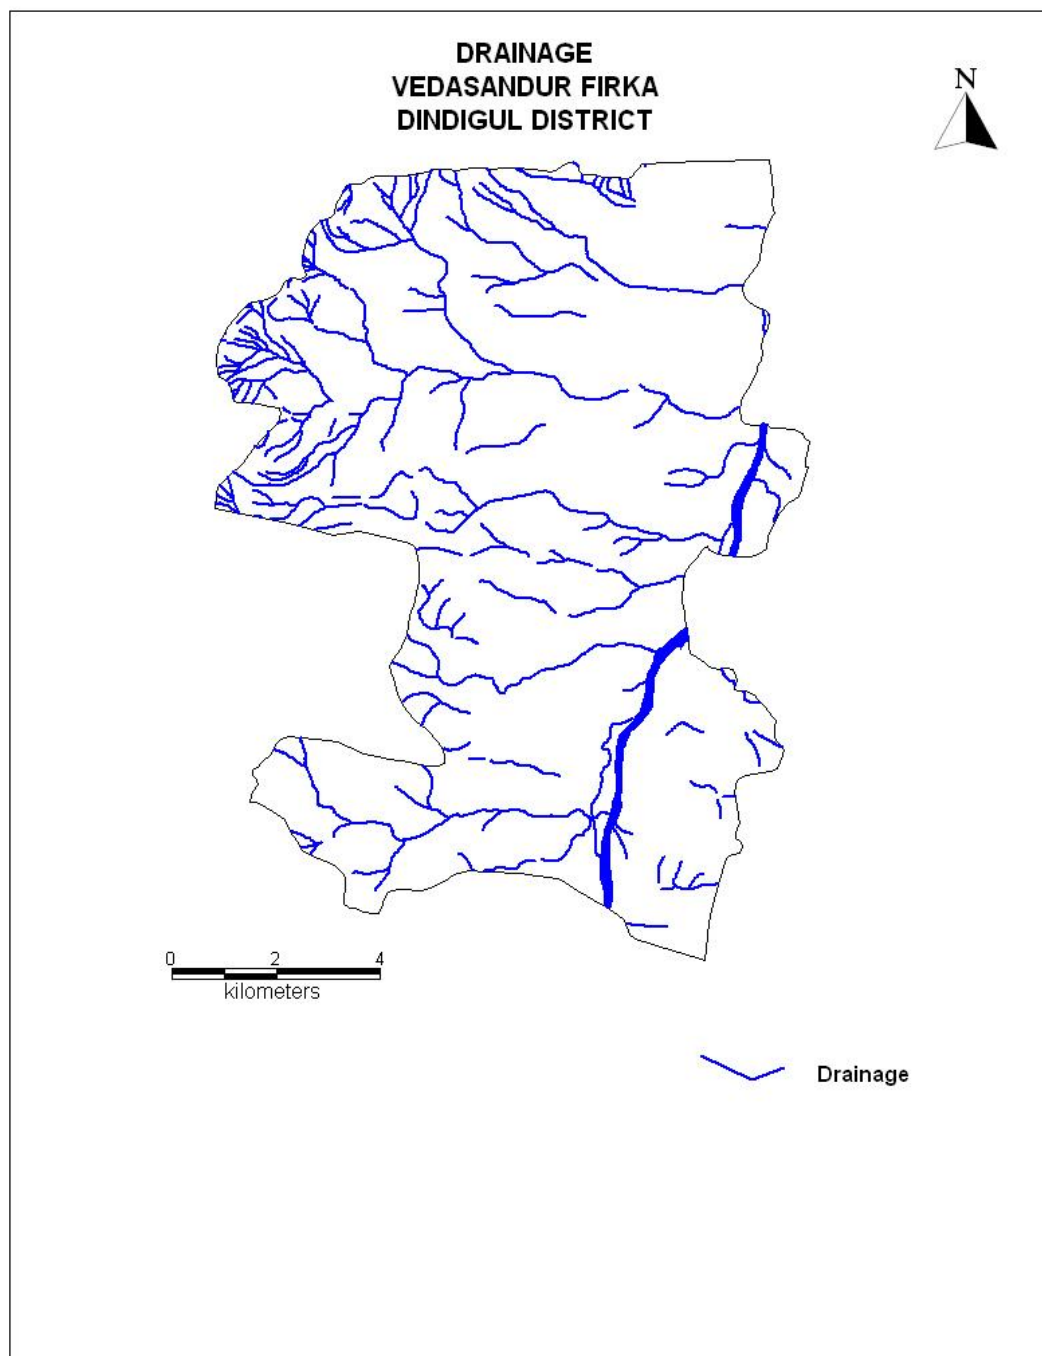 DRAINAGE
VEDASANDUR FIRKA
DINDIGUL DISTRICT
N
0 2 4
kilometers
Drainage